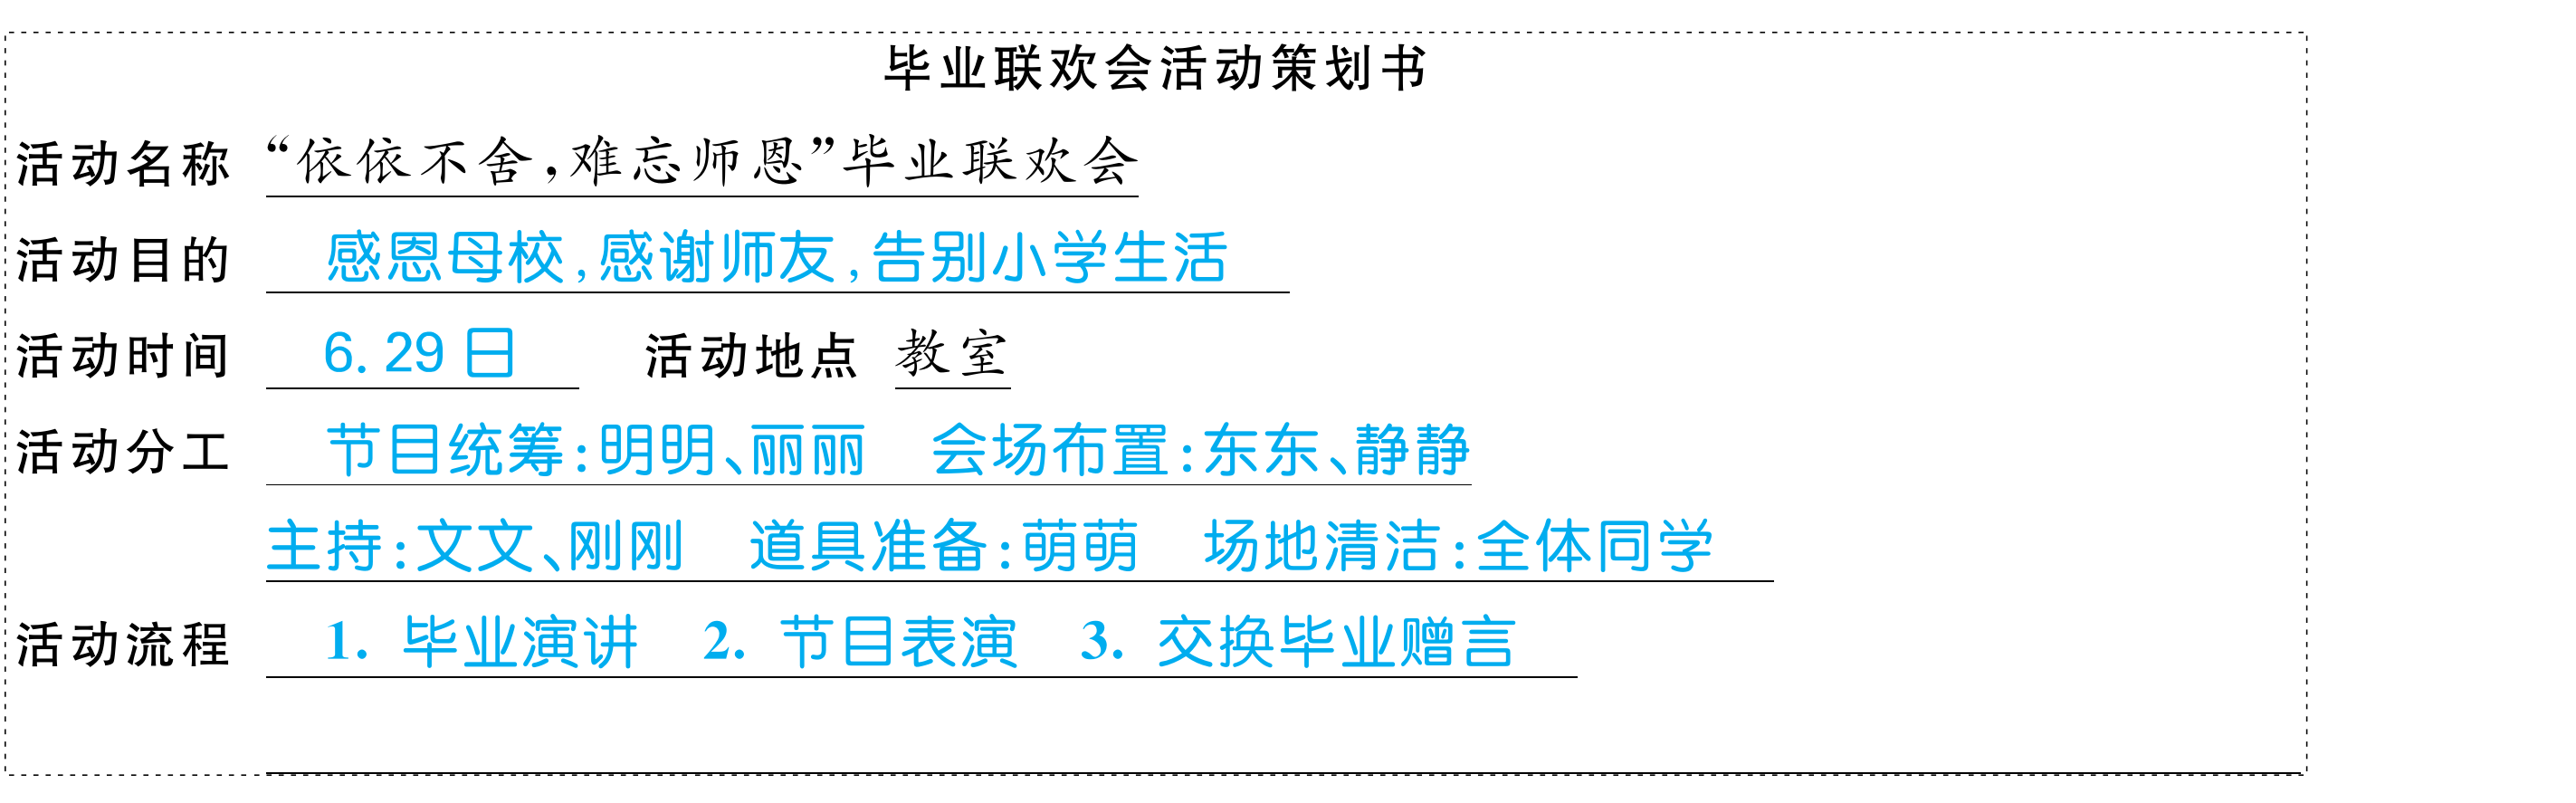 毕业联欢会活动策划书
活动名称 “依依不舍,难忘师恩”毕业联欢会
活动目的 感恩母校,感谢师友,告别小学生活
活动时间 6.29日 活动地点 教室
活动分工 节目统筹:明明、丽丽 会场布置:东东、静静
主持:文文、刚刚 道具准备:萌萌 场地清洁:全体同学
活动流程 1. 毕业演讲 2. 节目表演 3. 交换毕业赠言